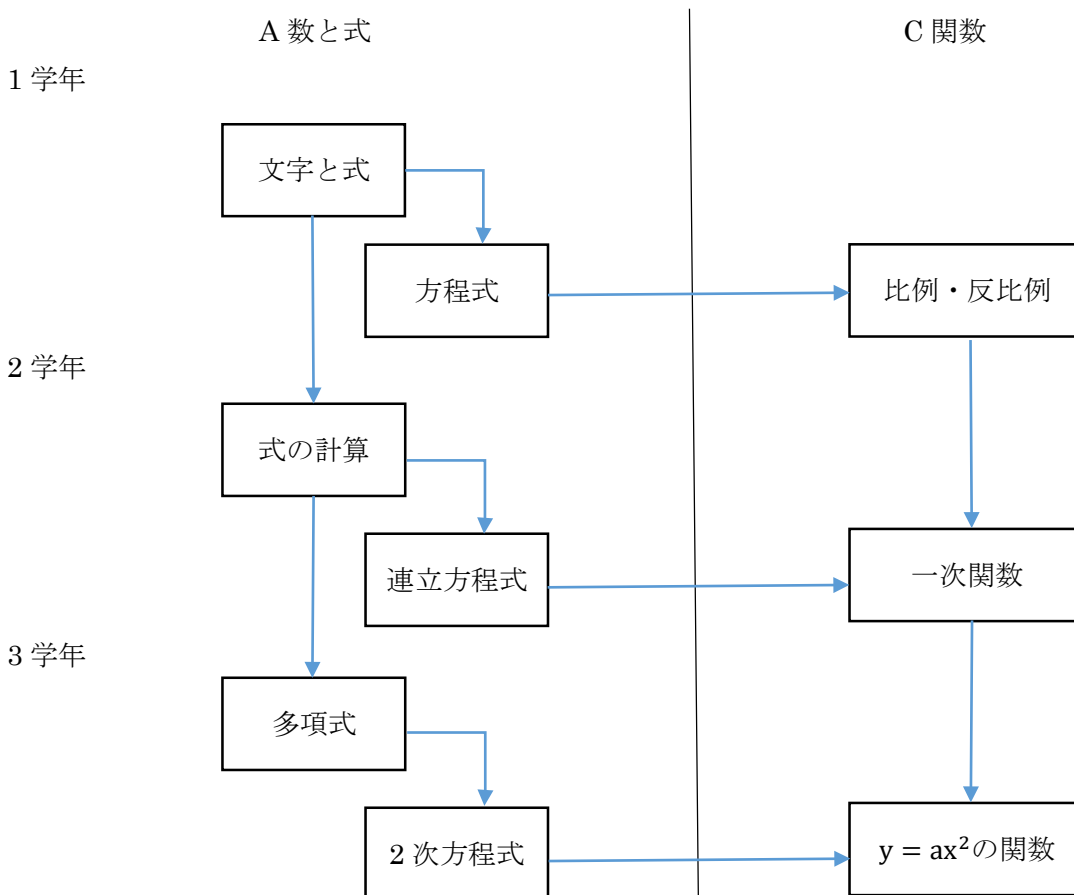 A 数と式
C 関数
1 学年
文字と式
方程式
比例・反比例
2 学年
式の計算
連立方程式
一次関数
3 学年
多項式
2 次方程式
y = ax²の関数